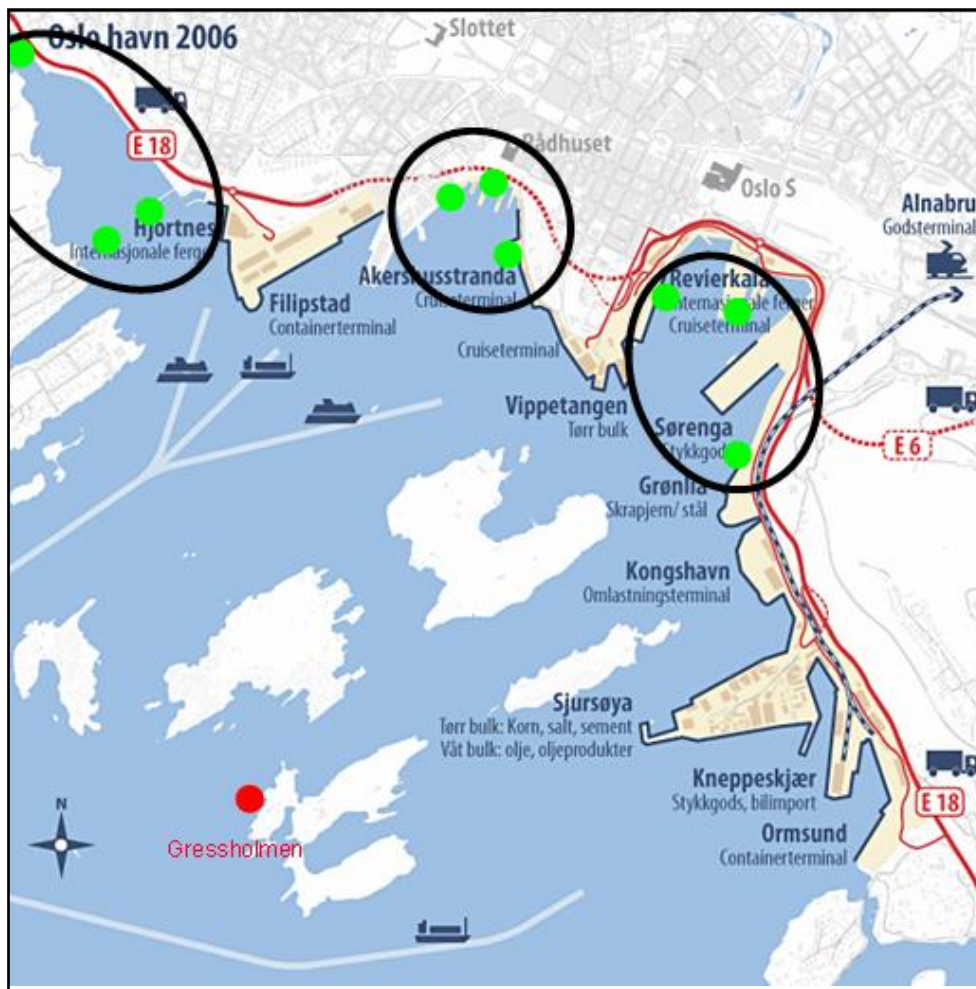 Oslo havn 2006
Slottet
E 18
Rådhuset
Oslo S
Alnabru
Godsterminal
Hjortnes
Internasjonale ferger
Akershusstranda
Cruiseterminal
Revierkaia
Internasjonale ferger
Cruiseterminal
Filipstad
Containerterminal
Cruiseterminal
Vippetangen
Tørr bulk
Sørenga
Stykkgods
E 6
Grønlia
Skrapjern/ stål
Kongshavn
Omlastningsterminal
Sjursøya
Tørr bulk: Korn, salt, sement
Våt bulk: olje, oljeprodukter
Kneppeskjær
Stykkgods, bilimport
E 18
N
Gressholmen
Ormsund
Containerterminal